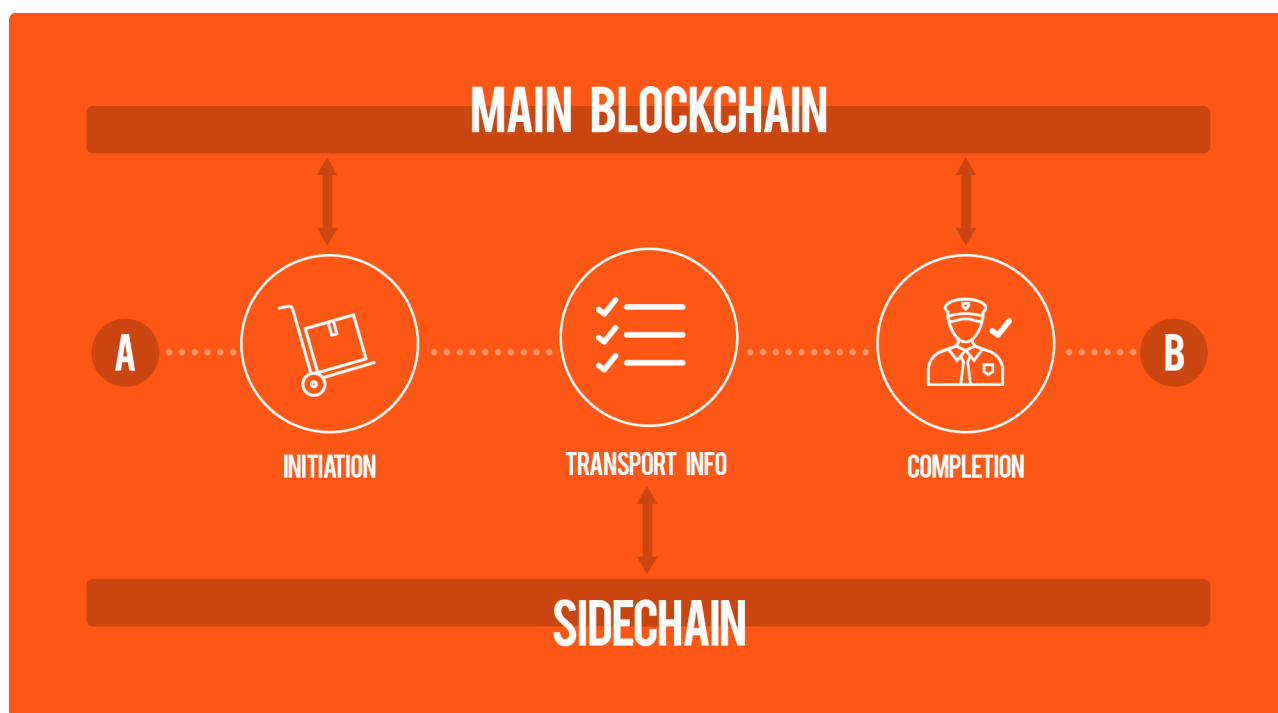 MAIN BLOCKCHAIN
A
B
INITIATION
TRANSPORT INFO
COMPLETION
SIDECHAIN